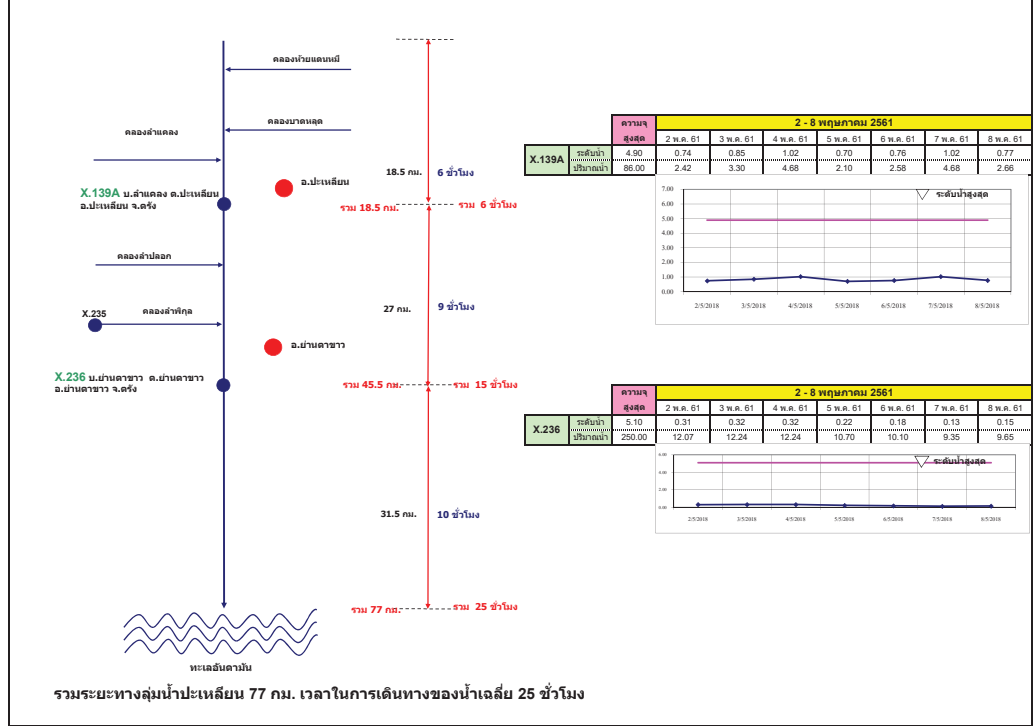 คลองห้วยแดนหมี
คลองบาดหลุด
คลองลำแคลง
18.5 กม. 6 ชั่วโมง
อ.ปะเหลียน
X.139A บ.ลำแคลง ต.ปะเหลียน
อ.ปะเหลียน จ.ตรัง
รวม 18.5 กม. รวม 6 ชั่วโมง
คลองลำปลอก
X.235 คลองลำพิกุล
27 กม. 9 ชั่วโมง
อ.ย่านตาขาว
X.236 บ.ย่านตาขาว ต.ย่านตาขาว
อ.ย่านตาขาว จ.ตรัง
รวม 45.5 กม. รวม 15 ชั่วโมง
31.5 กม. 10 ชั่วโมง
รวม 77 กม. รวม 25 ชั่วโมง
ทะเลอันดามัน
ความจุ 2 - 8 พฤษภาคม 2561
สูงสุด 2 พ.ค. 61 3 พ.ค. 61 4 พ.ค. 61 5 พ.ค. 61 6 พ.ค. 61 7 พ.ค. 61 8 พ.ค. 61
X.139A
ระดับน้ำ 4.90 0.74 0.85 1.02 0.70 0.76 1.02 0.77
ปริมาณน้ำ 86.00 2.42 3.30 4.68 2.10 2.58 4.68 2.66
7.00
ระดับน้ำสูงสุด
6.00
5.00
4.00
3.00
2.00
1.00
0.00
2/5/2018 3/5/2018 4/5/2018 5/5/2018 6/5/2018 7/5/2018 8/5/2018
ความจุ 2 - 8 พฤษภาคม 2561
สูงสุด 2 พ.ค. 61 3 พ.ค. 61 4 พ.ค. 61 5 พ.ค. 61 6 พ.ค. 61 7 พ.ค. 61 8 พ.ค. 61
X.236
ระดับน้ำ 5.10 0.31 0.32 0.32 0.22 0.18 0.13 0.15
ปริมาณน้ำ 250.00 12.07 12.24 12.24 10.70 10.10 9.35 9.65
6.00
ระดับน้ำสูงสุด
4.00
2.00
0.00
2/5/2018 3/5/2018 4/5/2018 5/5/2018 6/5/2018 7/5/2018 8/5/2018
รวมระยะทางลุ่มน้ำปะเหลียน 77 กม. เวลาในการเดินทางของน้ำเฉลี่ย 25 ชั่วโมง